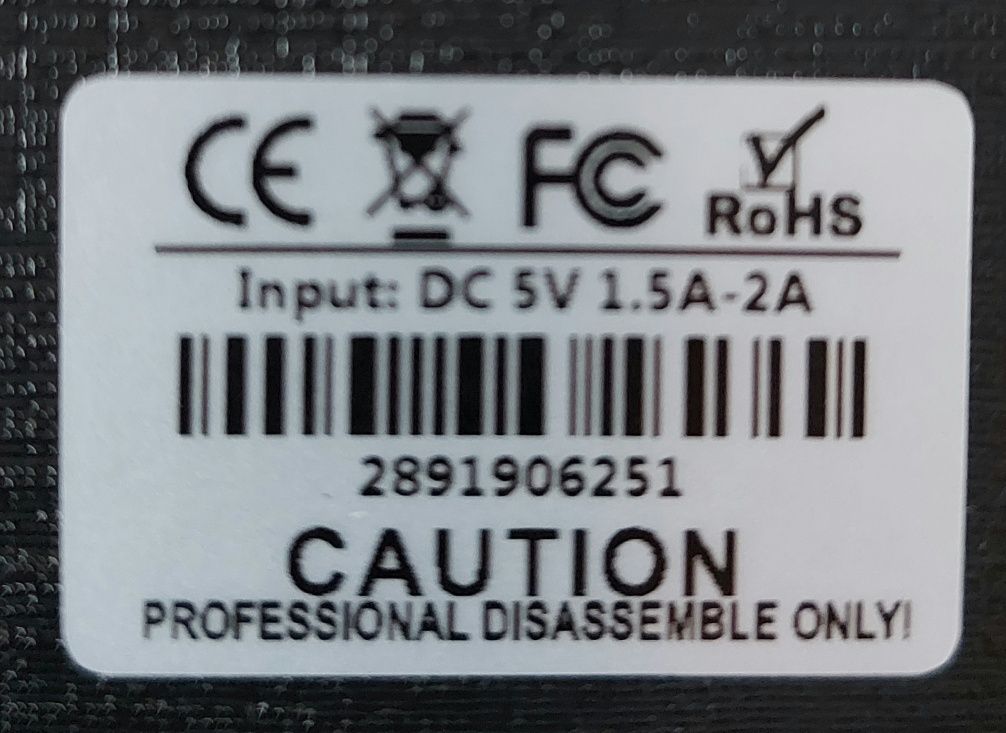 CE FC RoHS
Input: DC 5V 1.5A-2A
2891906251
CAUTION
PROFESSIONAL DISASSEMBLE ONLY!